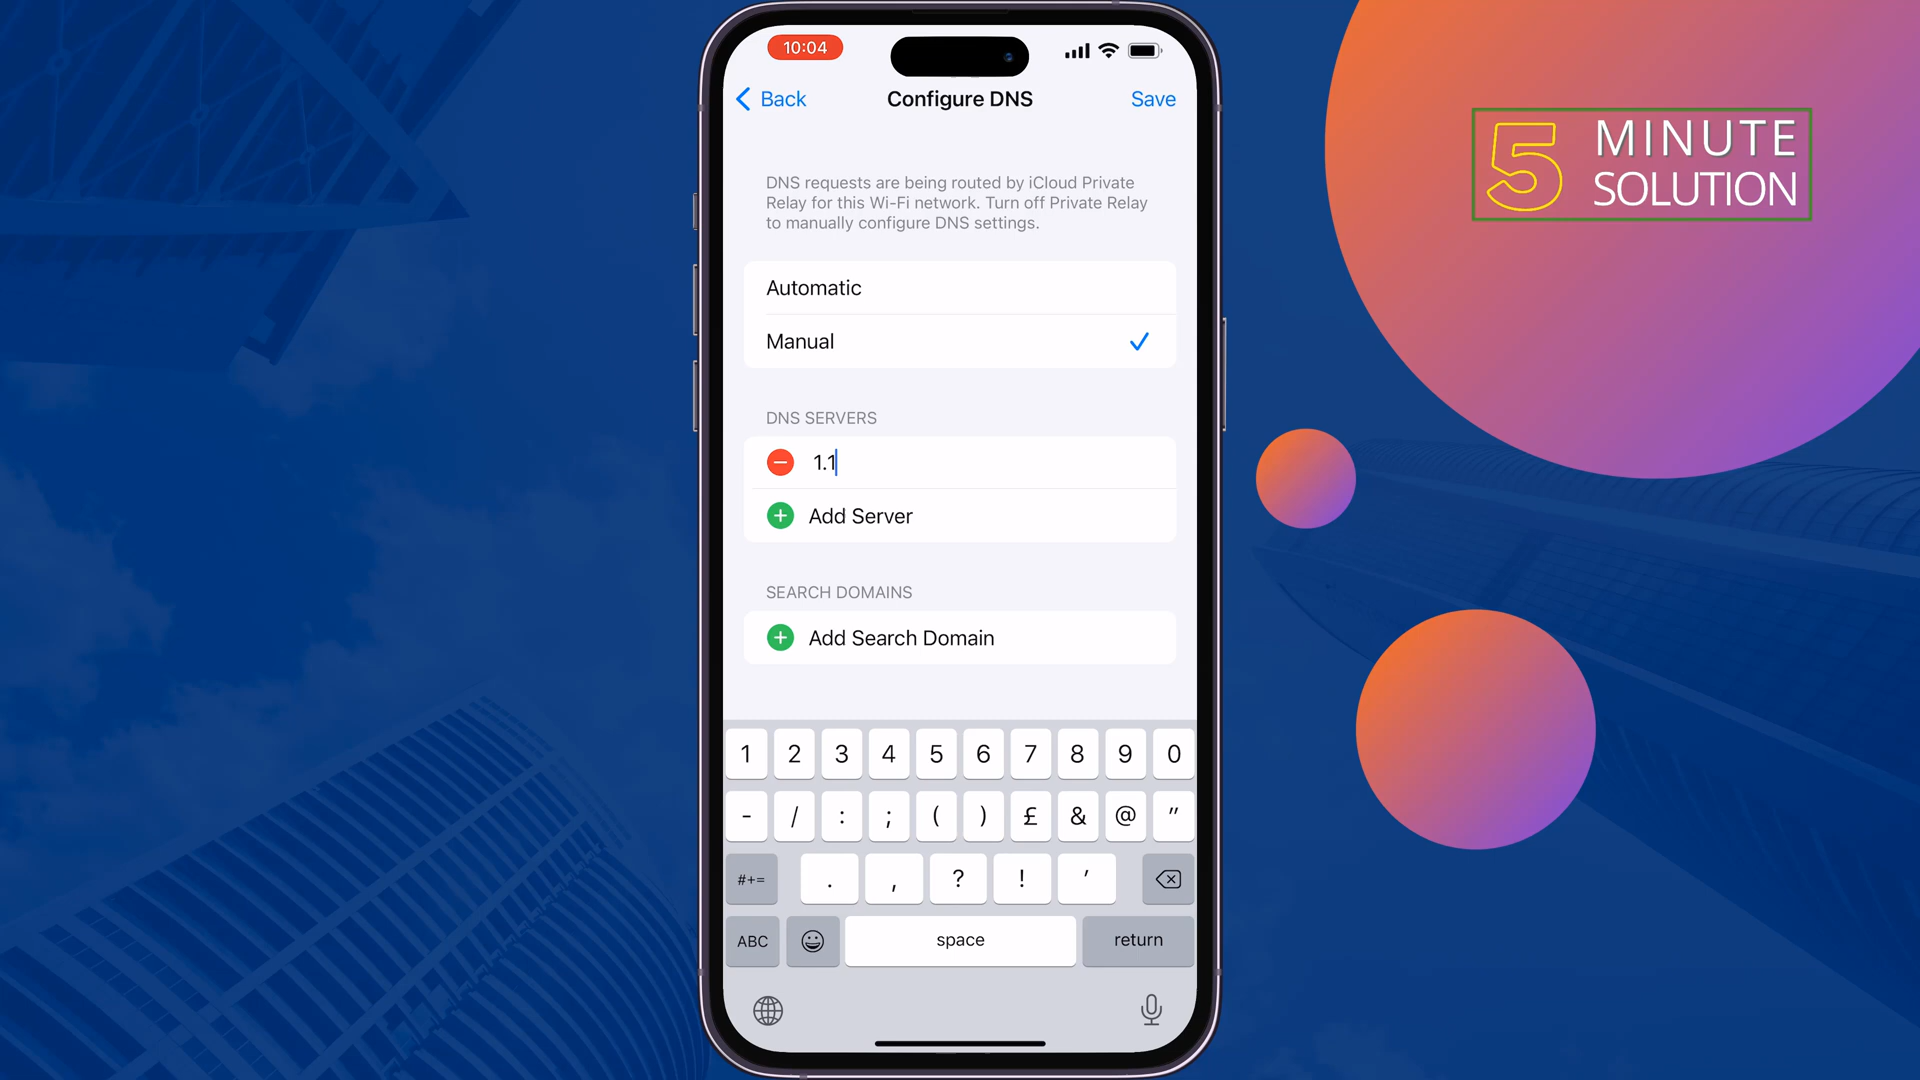 10:04
Back
Configure DNS
Save
5 MINUTE
SOLUTION
DNS requests are being routed by iCloud Private
Relay for this Wi-Fi network. Turn off Private Relay
to manually configure DNS settings.
Automatic
Manual
DNS SERVERS
1.1
Add Server
SEARCH DOMAINS
Add Search Domain
1 2 3 4 5 6 7 8 9 0
- / : ; ( ) £ & @ "
#+= . , ? ! '
ABC space return